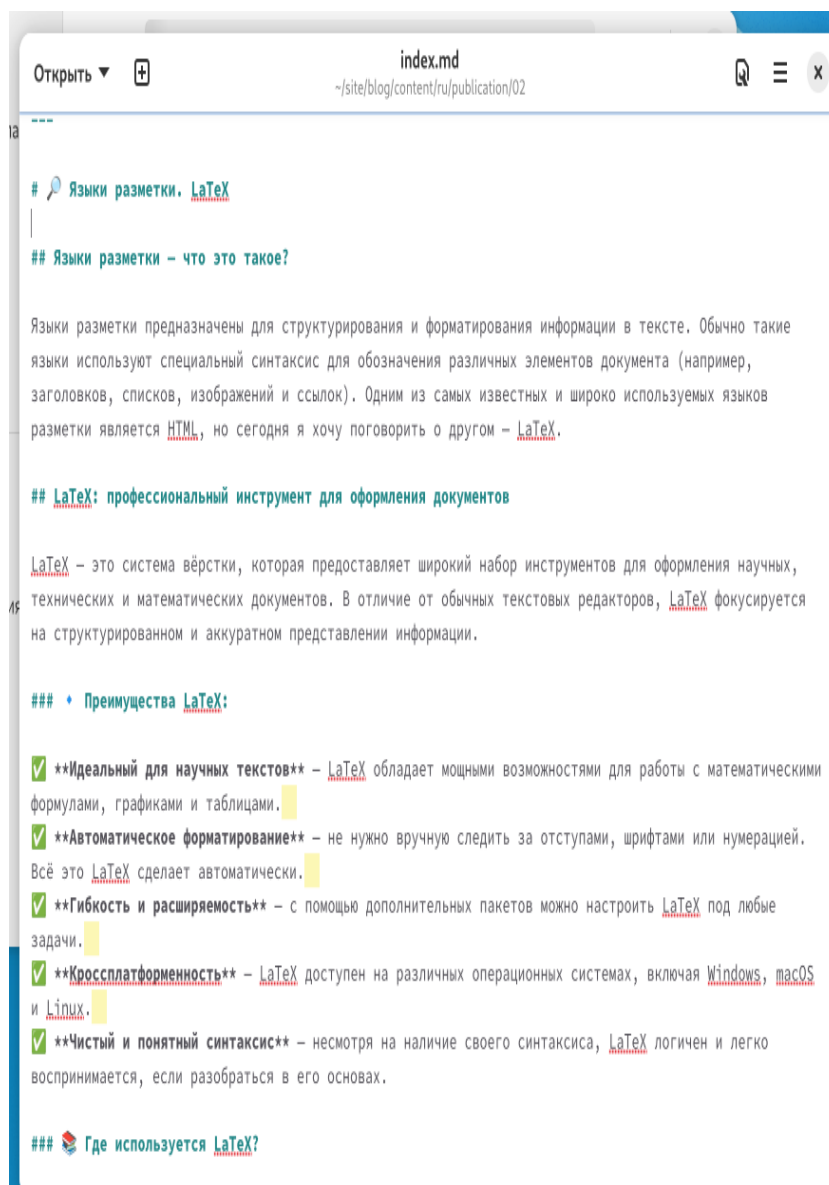 Открыть
index.md
~/site/blog/content/ru/publication/02
---
# 🔎 Языки разметки. LaTeX
## Языки разметки — что это такое?
Языки разметки предназначены для структурирования и форматирования информации в тексте. Обычно такие
языки используют специальный синтаксис для обозначения различных элементов документа (например,
заголовков, списков, изображений и ссылок). Одним из самых известных и широко используемых языков
разметки является HTML, но сегодня я хочу поговорить о другом — LaTeX.
## LaTeX: профессиональный инструмент для оформления документов
LaTeX — это система вёрстки, которая предоставляет широкий набор инструментов для оформления научных,
технических и математических документов. В отличие от обычных текстовых редакторов, LaTeX фокусируется
на структурированном и аккуратном представлении информации.
### 🔹 Преимущества LaTeX:
✅ **Идеальный для научных текстов** — LaTeX обладает мощными возможностями для работы с математическими
формулами, графиками и таблицами.
✅ **Автоматическое форматирование** — не нужно вручную следить за отступами, шрифтами или нумерацией.
Всё это LaTeX сделает автоматически.
✅ **Гибкость и расширяемость** — с помощью дополнительных пакетов можно настроить LaTeX под любые
задачи.
✅ **Кроссплатформенность** — LaTeX доступен на различных операционных системах, включая Windows, macOS
и Linux.
✅ **Чистый и понятный синтаксис** — несмотря на наличие своего синтаксиса, LaTeX логичен и легко
воспринимается, если разобраться в его основах.
### 📚 Где используется LaTeX?